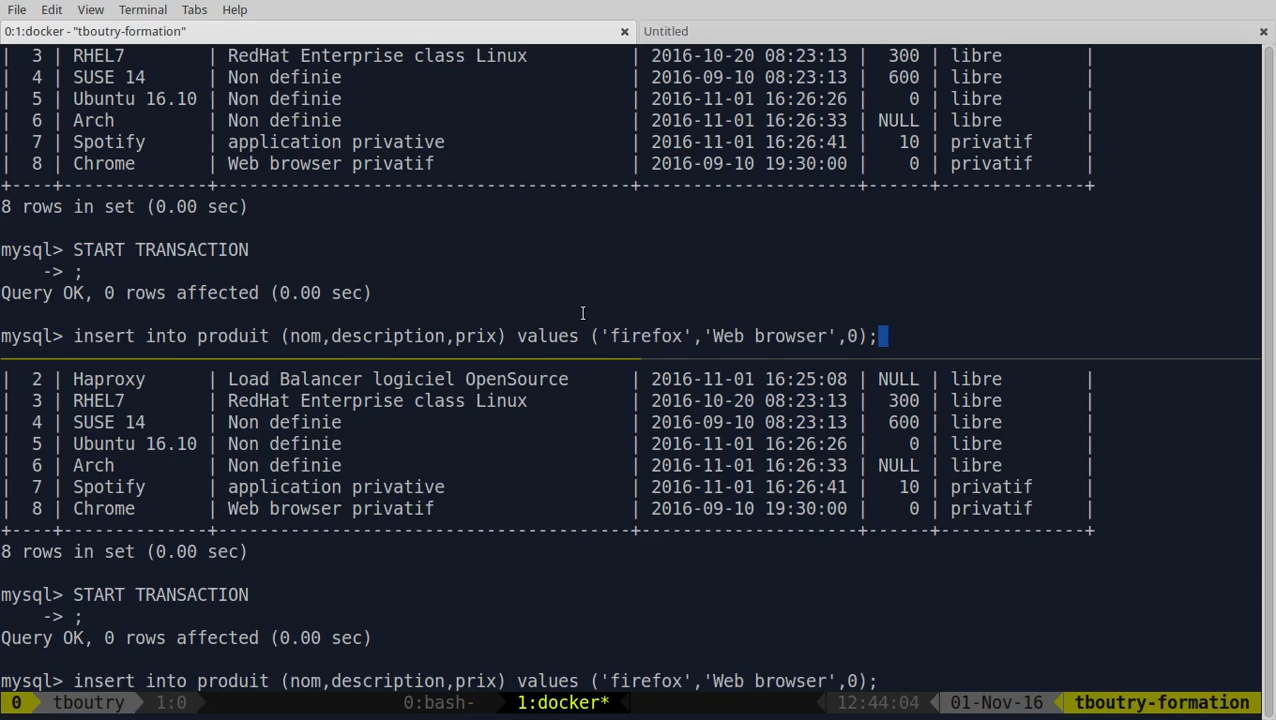 File Edit View Terminal Tabs Help
0:1:docker - "tboutry-formation" Untitled
| 3 | RHEL7 | RedHat Enterprise class Linux | 2016-10-20 08:23:13 | 300 | libre |
| 4 | SUSE 14 | Non definie | 2016-09-10 08:23:13 | 600 | libre |
| 5 | Ubuntu 16.10 | Non definie | 2016-11-01 16:26:26 | 0 | libre |
| 6 | Arch | Non definie | 2016-11-01 16:26:33 | NULL | libre |
| 7 | Spotify | application privative | 2016-11-01 16:26:41 | 10 | privatif |
| 8 | Chrome | Web browser privatif | 2016-09-10 19:30:00 | 0 | privatif |
+----+--------------+----------------------------------------+---------------------+------+--------------+
8 rows in set (0.00 sec)
mysql> START TRANSACTION
-> ;
Query OK, 0 rows affected (0.00 sec)
mysql> insert into produit (nom,description,prix) values ('firefox','Web browser',0);
| 2 | Haproxy | Load Balancer logiciel OpenSource | 2016-11-01 16:25:08 | NULL | libre |
| 3 | RHEL7 | RedHat Enterprise class Linux | 2016-10-20 08:23:13 | 300 | libre |
| 4 | SUSE 14 | Non definie | 2016-09-10 08:23:13 | 600 | libre |
| 5 | Ubuntu 16.10 | Non definie | 2016-11-01 16:26:26 | 0 | libre |
| 6 | Arch | Non definie | 2016-11-01 16:26:33 | NULL | libre |
| 7 | Spotify | application privative | 2016-11-01 16:26:41 | 10 | privatif |
| 8 | Chrome | Web browser privatif | 2016-09-10 19:30:00 | 0 | privatif |
+----+--------------+----------------------------------------+---------------------+------+--------------+
8 rows in set (0.00 sec)
mysql> START TRANSACTION
-> ;
Query OK, 0 rows affected (0.00 sec)
mysql> insert into produit (nom,description,prix) values ('firefox','Web browser',0);
0 tboutry 1:0 0:bash- 1:docker* 12:44:04 01-Nov-16 tboutry-formation